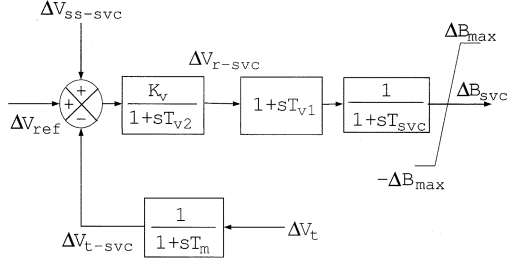 ΔV_ss-svc
ΔV_ref
+
+
−
K_v
1+sT_v2
ΔV_r-svc
1+sT_v1
1
1+sT_svc
ΔB_max
ΔB_svc
-ΔB_max
ΔV_t-svc
1
1+sT_m
ΔV_t